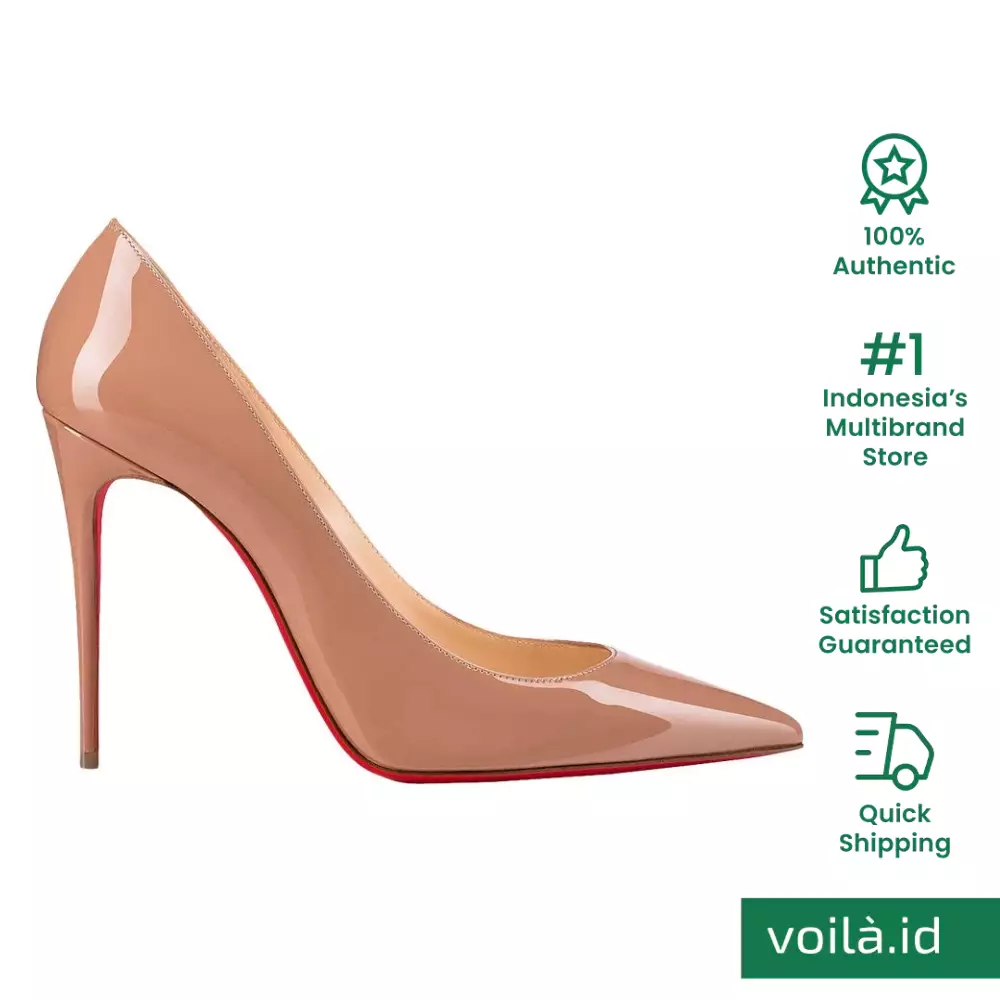 100%
Authentic
#1
Indonesia's
Multibrand
Store
Satisfaction
Guaranteed
Quick
Shipping
voilà.id